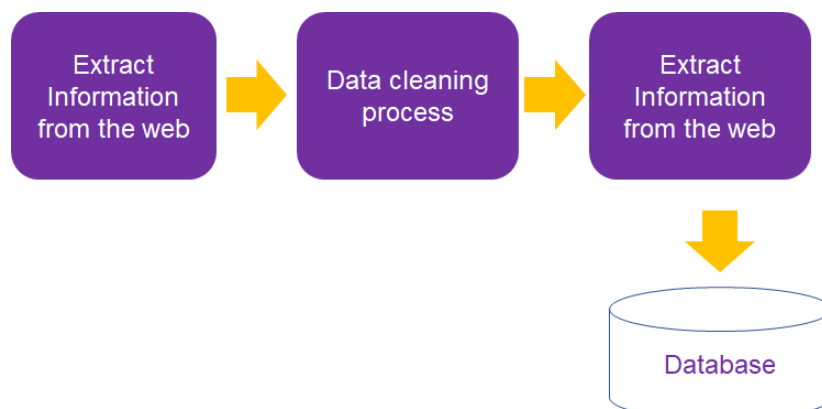 Extract
Information
from the web
Data cleaning
process
Extract
Information
from the web
Database